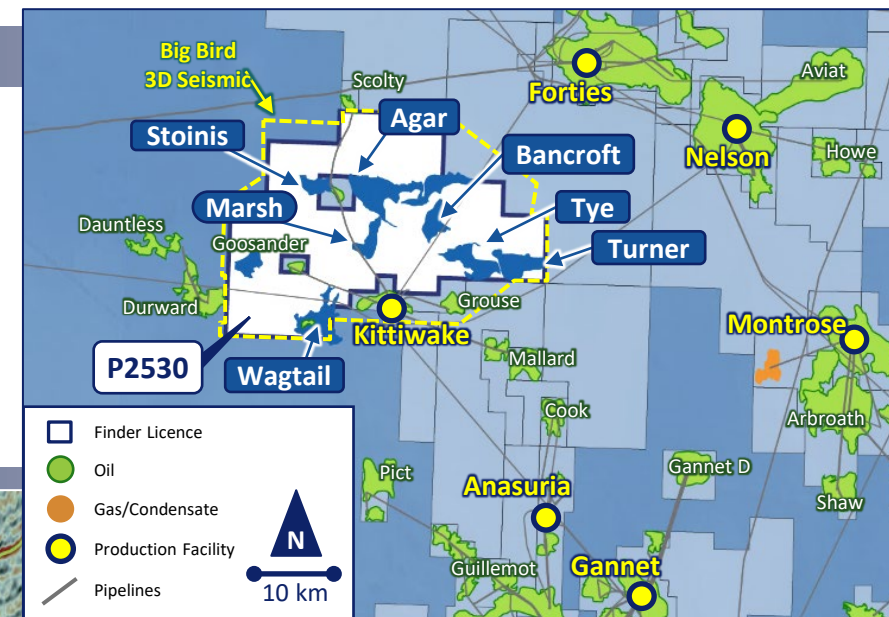 Big Bird
3D Seismic
Scolty
Forties
Aviat
Stoinis
Agar
Bancroft
Nelson
Howe
Marsh
Tye
Dauntless
Goosander
Turner
Durward
Grouse
Kittiwake
Montrose
P2530
Wagtail
Mallard
Cook
Arbroath
Pict
Gannet D
Anasuria
Shaw
Guillemot
Gannet
Finder Licence
Oil
Gas/Condensate
Production Facility
Pipelines
N
10 km